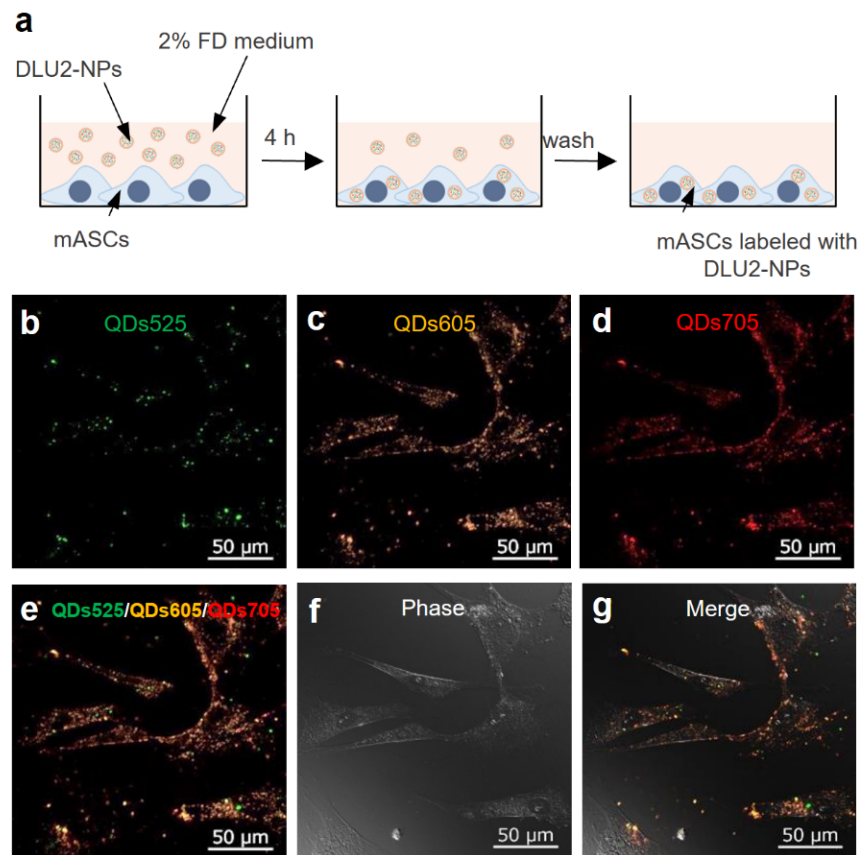 a
2% FD medium
DLU2-NPs
4 h
wash
mASCs
mASCs labeled with
DLU2-NPs
b
QDs525
50 µm
c
QDs605
50 µm
d
QDs705
50 µm
e
QDs525/QDs605/QDs705
50 µm
f
Phase
50 µm
g
Merge
50 µm